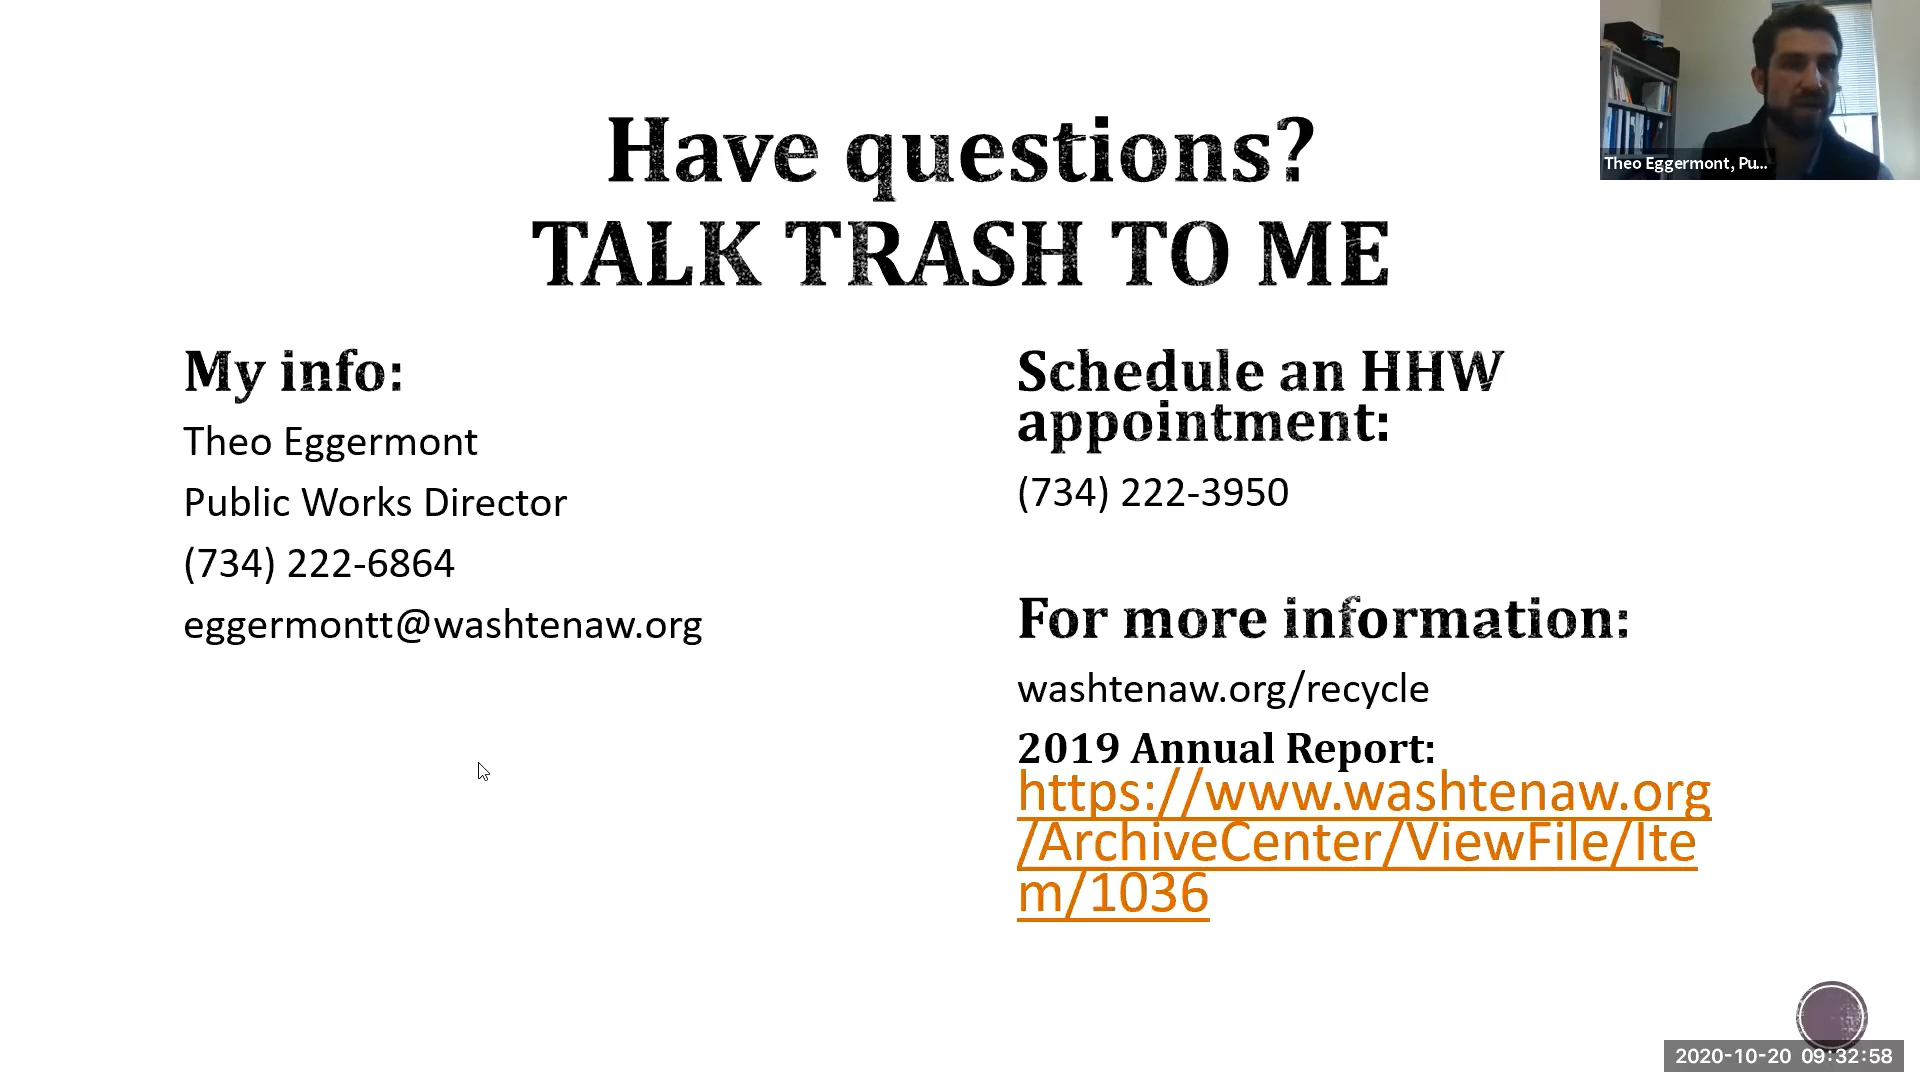 Have questions?
TALK TRASH TO ME
My info:
Theo Eggermont
Public Works Director
(734) 222-6864
eggermontt@washtenaw.org
Schedule an HHW
appointment:
(734) 222-3950
For more information:
washtenaw.org/recycle
2019 Annual Report:
https://www.washtenaw.org
/ArchiveCenter/ViewFile/Ite
m/1036
Theo Eggermont, Pu...
2020-10-20 09:32:58